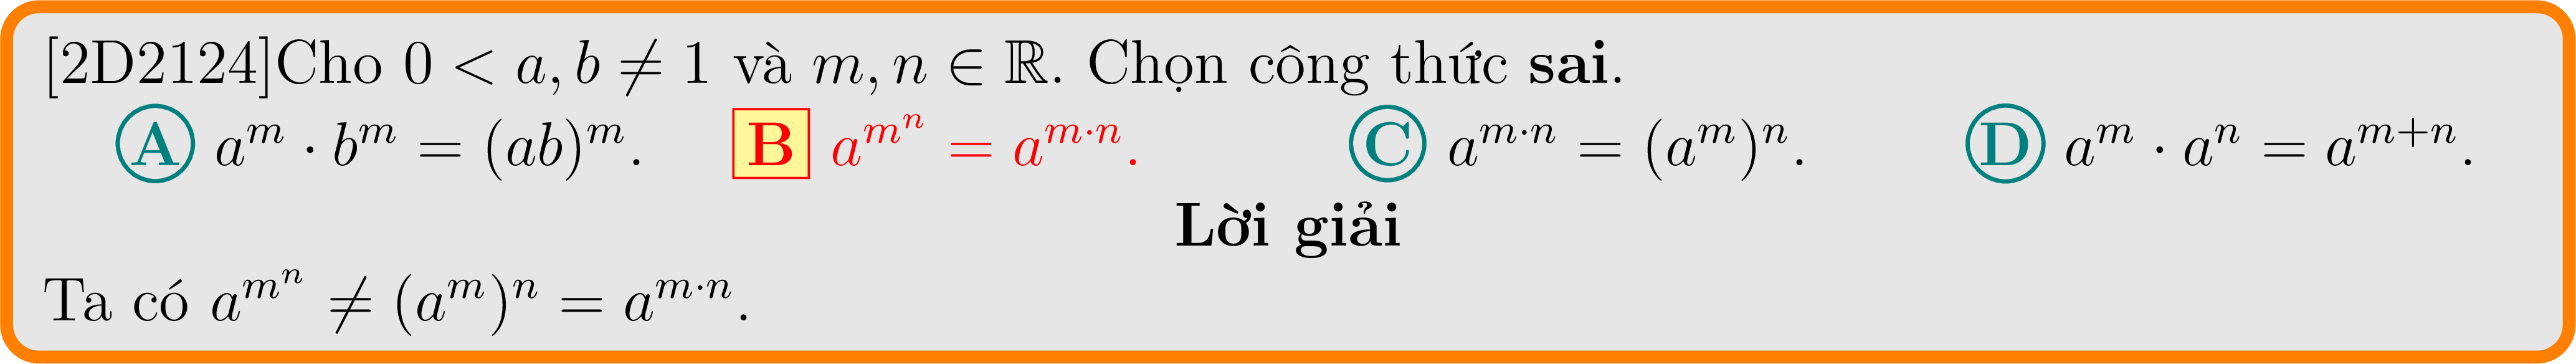 [2D2124]Cho $0 < a, b \neq 1$ và $m, n \in \mathbb{R}$. Chọn công thức sai.
A $a^m \cdot b^m = (ab)^m$. B $a^{m^n} = a^{m \cdot n}$. C $a^{m \cdot n} = (a^m)^n$. D $a^m \cdot a^n = a^{m+n}$.
Lời giải
Ta có $a^{m^n} \neq (a^m)^n = a^{m \cdot n}$.